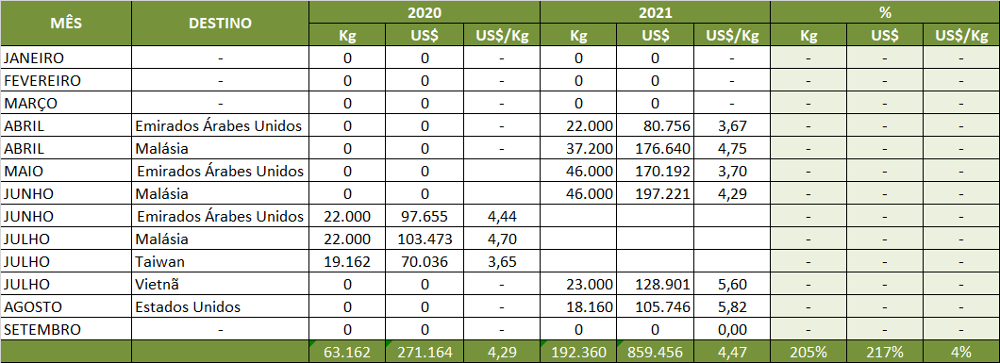 MÊS DESTINO 2020 2021 %
Kg US$ US$/Kg Kg US$ US$/Kg Kg US$ US$/Kg
JANEIRO - 0 0 - 0 0 - - - -
FEVEREIRO - 0 0 - 0 0 - - - -
MARÇO - 0 0 - 0 0 - - - -
ABRIL Emirados Árabes Unidos 0 0 - 22.000 80.756 3,67 - - -
ABRIL Malásia 0 0 - 37.200 176.640 4,75 - - -
MAIO Emirados Árabes Unidos 0 0 46.000 170.192 3,70 - - -
JUNHO Malásia 0 0 46.000 197.221 4,29 - - -
JUNHO Emirados Árabes Unidos 22.000 97.655 4,44 - - -
JULHO Malásia 22.000 103.473 4,70 - - -
JULHO Taiwan 19.162 70.036 3,65 - - -
JULHO Vietnã 0 0 - 23.000 128.901 5,60 - - -
AGOSTO Estados Unidos 0 0 - 18.160 105.746 5,82 - - -
SETEMBRO - 0 0 - 0 0 0,00 - - -
63.162 271.164 4,29 192.360 859.456 4,47 205% 217% 4%